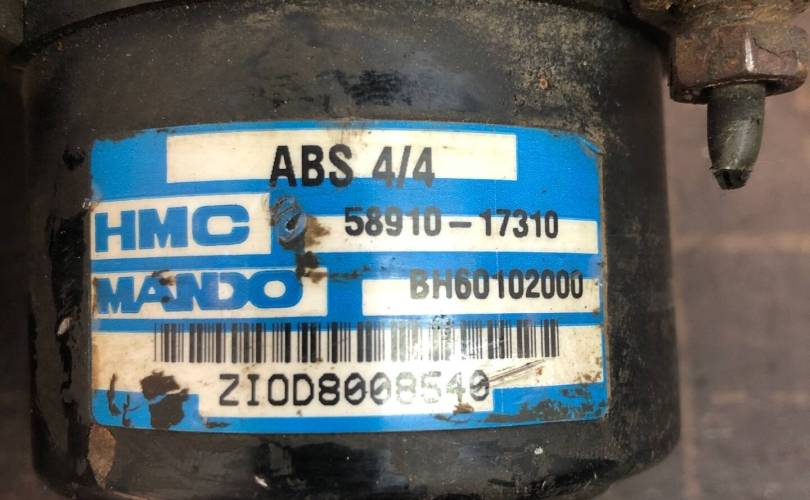 ABS 4/4
HMC 58910-17310
MANDO BH60102000
ZIOD8008540